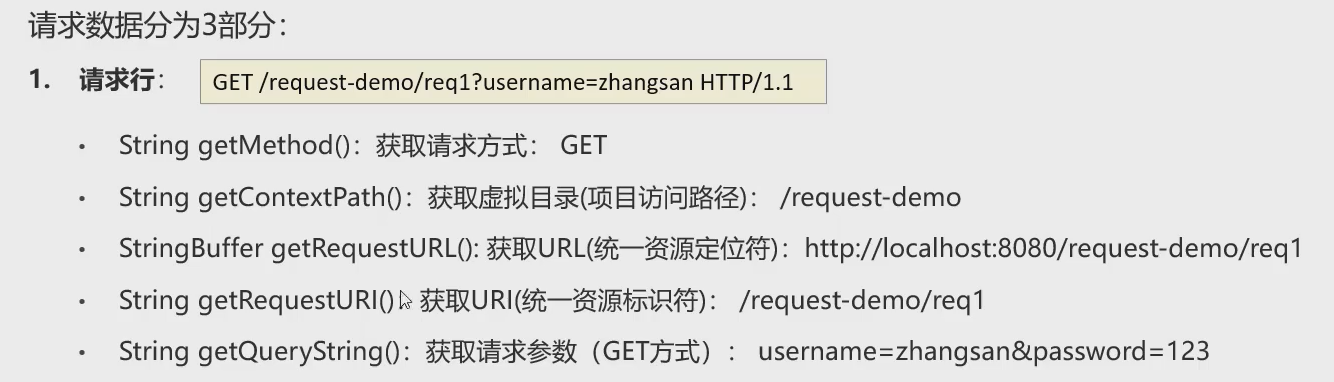 请求数据分为3部分：
1. 请求行： GET /request-demo/req1?username=zhangsan HTTP/1.1
• String getMethod()：获取请求方式： GET
• String getContextPath()：获取虚拟目录(项目访问路径)： /request-demo
• StringBuffer getRequestURL(): 获取URL(统一资源定位符)：http://localhost:8080/request-demo/req1
• String getRequestURI() 获取URI(统一资源标识符)： /request-demo/req1
• String getQueryString()：获取请求参数（GET方式）： username=zhangsan&password=123